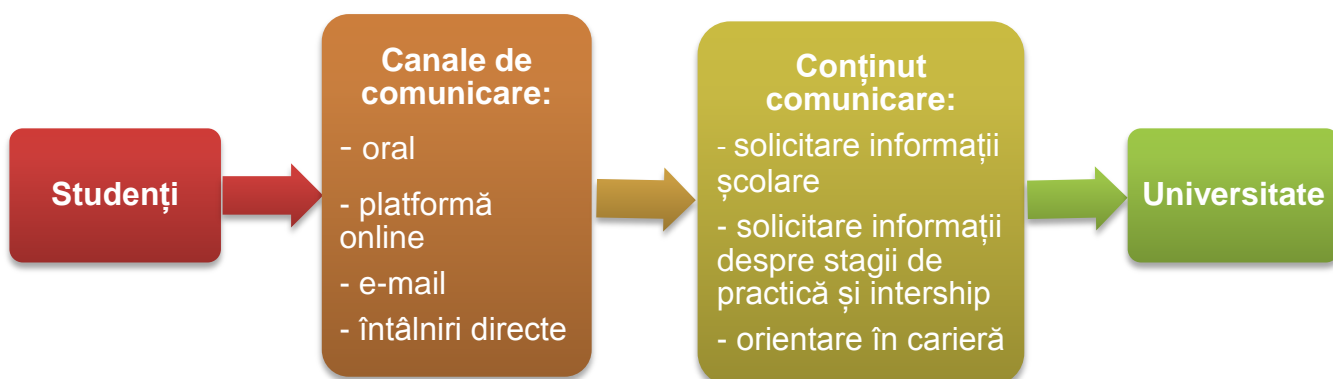 Studenți
Canale de
comunicare:
- oral
- platformă
online
- e-mail
- întâlniri directe
Conținut
comunicare:
- solicitare informații
școlare
- solicitare informații
despre stagii de
practică și intership
- orientare în carieră
Universitate